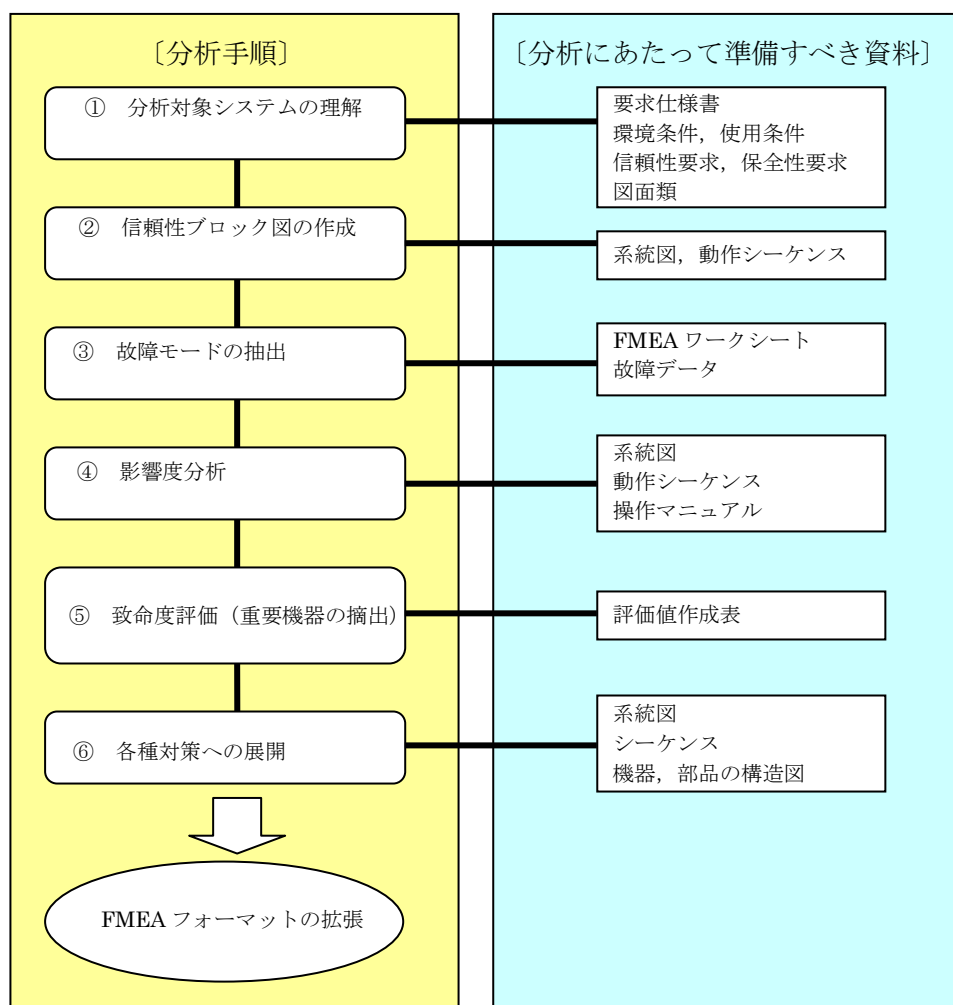 〔分析手順〕
① 分析対象システムの理解
② 信頼性ブロック図の作成
③ 故障モードの抽出
④ 影響度分析
⑤ 致命度評価（重要機器の摘出）
⑥ 各種対策への展開
FMEA フォーマットの拡張
〔分析にあたって準備すべき資料〕
要求仕様書
環境条件，使用条件
信頼性要求，保全性要求
図面類
系統図，動作シーケンス
FMEA ワークシート
故障データ
系統図
動作シーケンス
操作マニュアル
評価値作成表
系統図
シーケンス
機器，部品の構造図